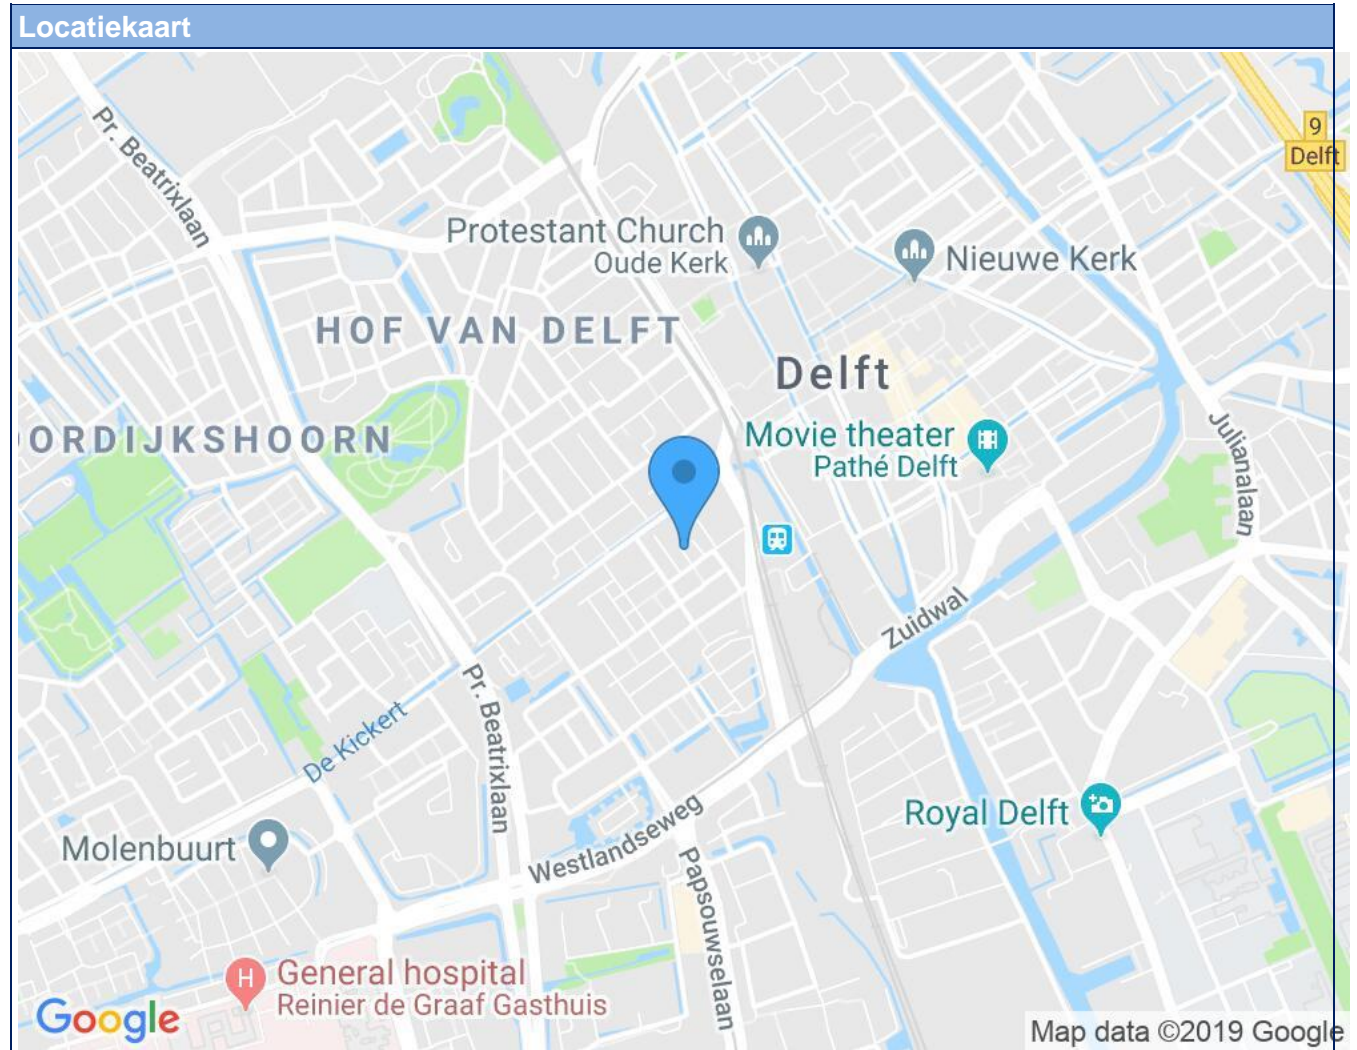 Locatiekaart
Pr. Beatrixlaan
9
Delft
Protestant Church
Oude Kerk
Nieuwe Kerk
HOF VAN DELFT
Delft
OORDIJKSHOORN
Movie theater
Pathé Delft
Julianalaan
Zuidwal
Pr. Beatrixlaan
De Kickert
Royal Delft
Westlandseweg
Molenbuurt
Papsouwselaan
H
General hospital
Reinier de Graaf Gasthuis
Google
Map data ©2019 Google